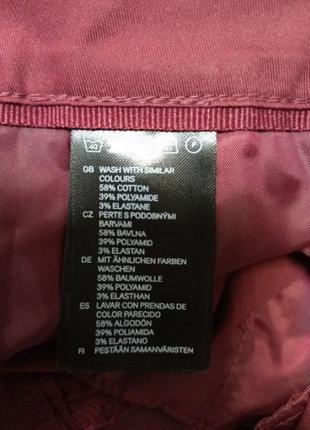 40
P
GB WASH WITH SIMILAR
COLOURS
58% COTTON
39% POLYAMIDE
3% ELASTANE
CZ PERTE S PODOBNÝMI
BARVAMI
58% BAVLNA
39% POLYAMID
3% ELASTAN
DE MIT ÄHNLICHEN FARBEN
WASCHEN
58% BAUMWOLLE
39% POLYAMID
3% ELASTHAN
ES LAVAR CON PRENDAS DE
COLOR PARECIDO
58% ALGODÓN
39% POLIAMIDA
3% ELASTANO
FI PESTÄÄN SAMANVÄRISTEN